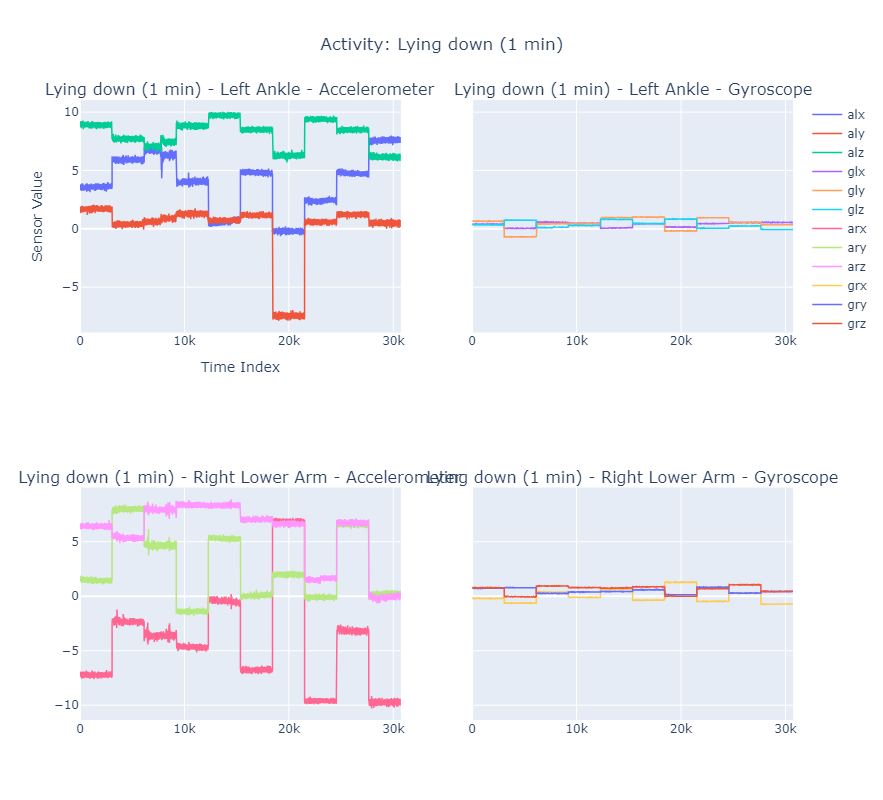 Activity: Lying down (1 min)
Lying down (1 min) - Left Ankle - Accelerometer
Lying down (1 min) - Left Ankle - Gyroscope
10
5
0
−5
Sensor Value
0
10k
20k
30k
Time Index
0
10k
20k
30k
alx
aly
alz
glx
gly
glz
arx
ary
arz
grx
gry
grz
Lying down (1 min) - Right Lower Arm - Accelerometer
Lying down (1 min) - Right Lower Arm - Gyroscope
5
0
−5
−10
0
10k
20k
30k
0
10k
20k
30k